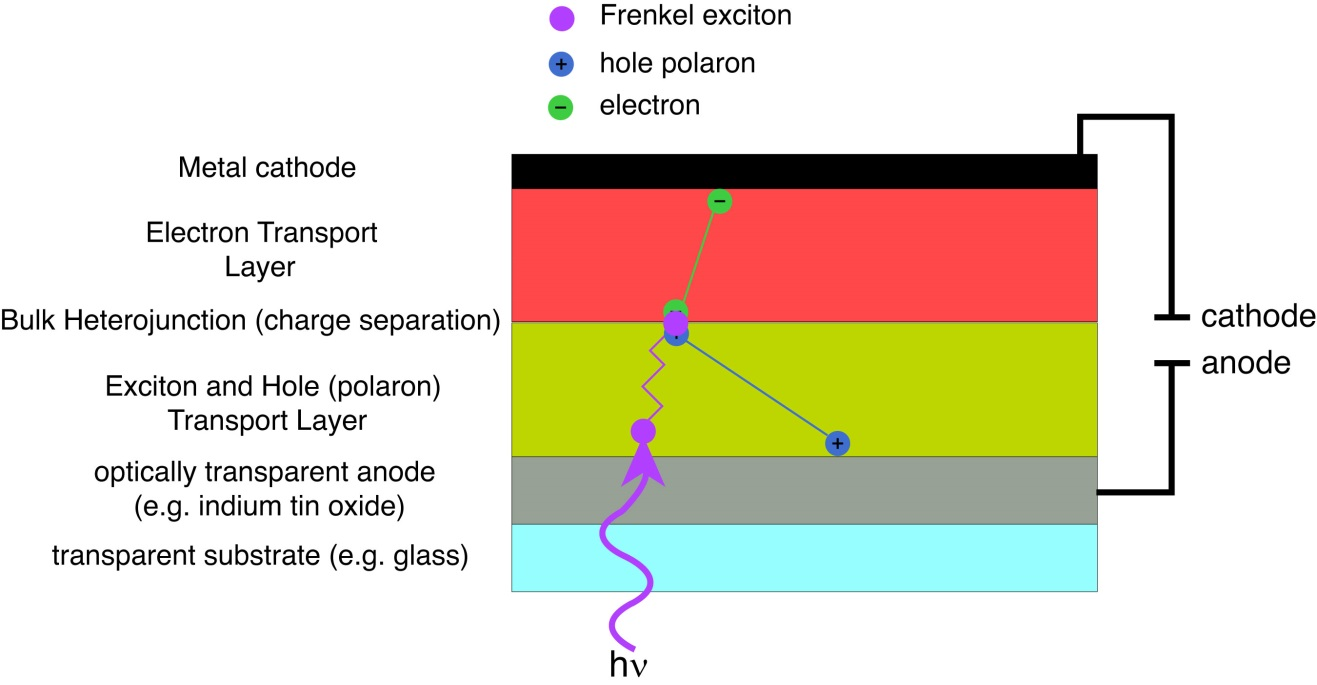 Frenkel exciton
+ hole polaron
− electron
Metal cathode
Electron Transport
Layer
Bulk Heterojunction (charge separation)
Exciton and Hole (polaron)
Transport Layer
optically transparent anode
(e.g. indium tin oxide)
transparent substrate (e.g. glass)
−
+
cathode
anode
hν